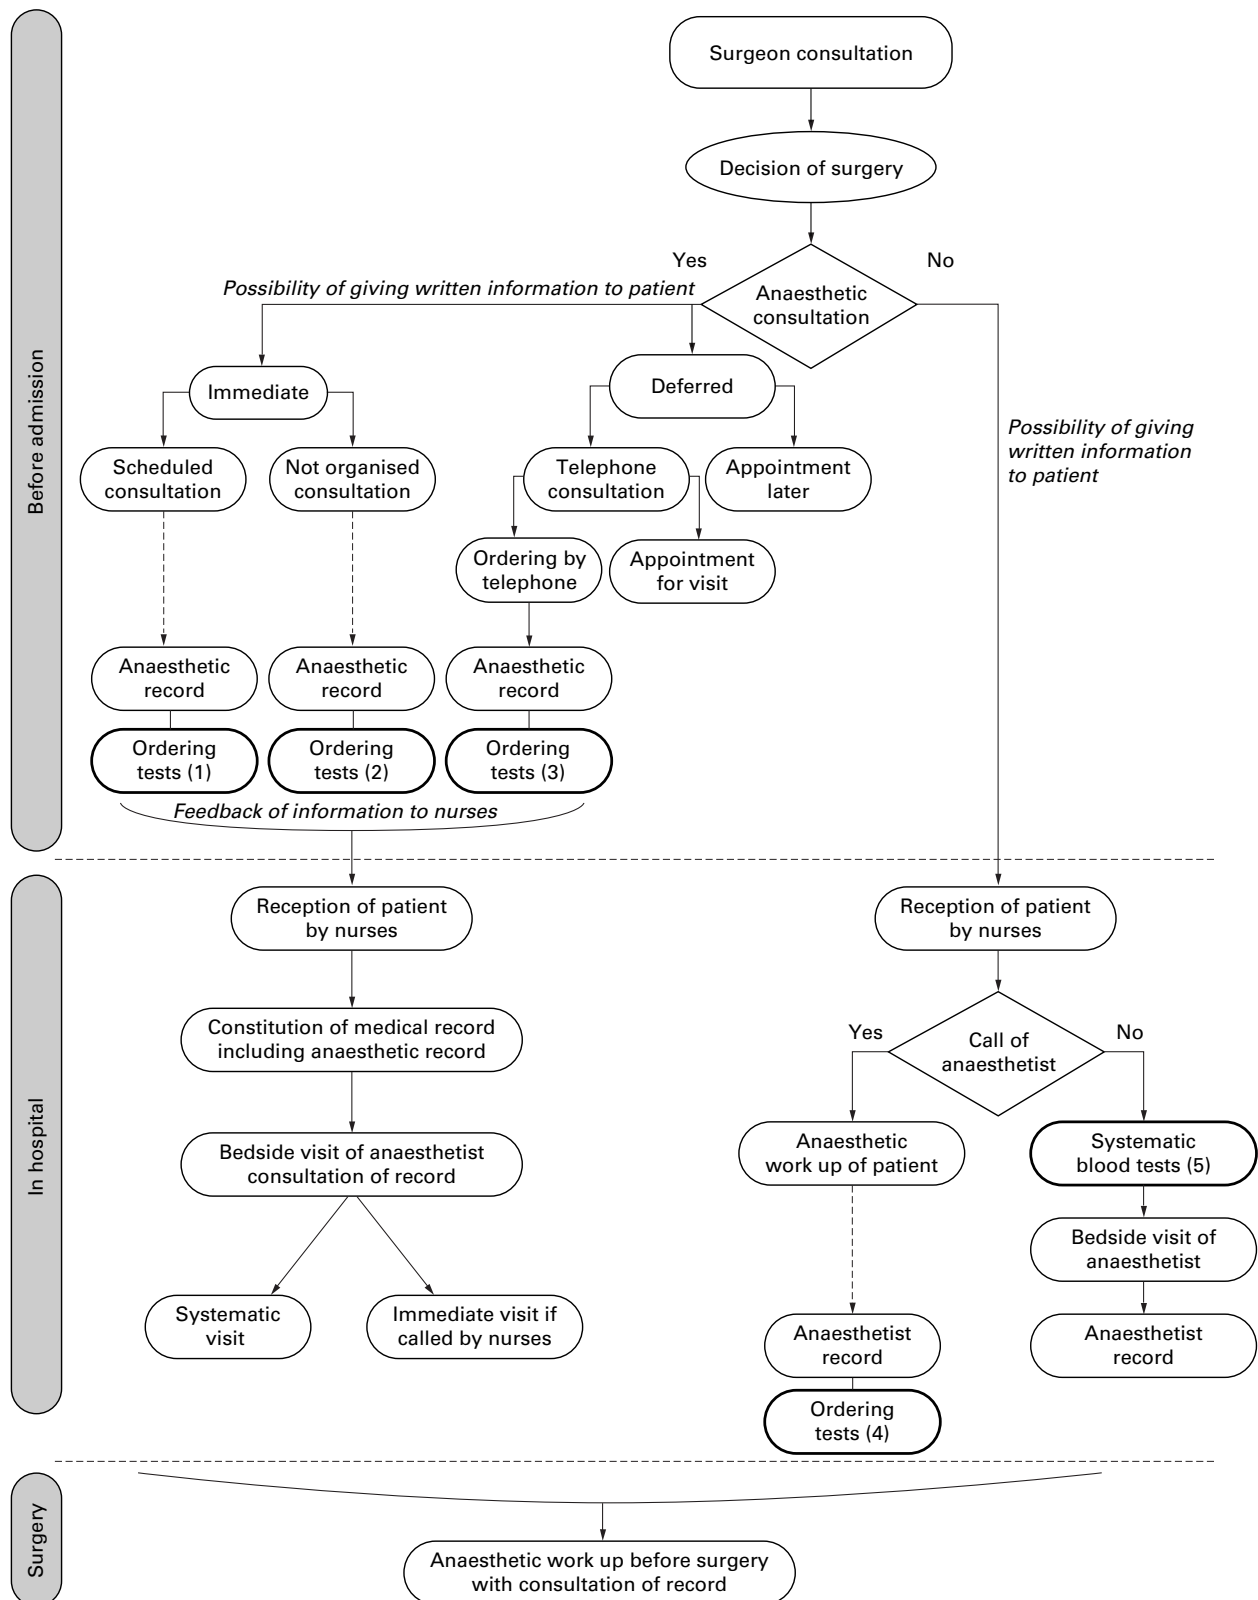 Before admission
Surgeon consultation
Decision of surgery
Yes
No
Possibility of giving written information to patient
Anaesthetic
consultation
Immediate
Deferred
Possibility of giving
written information
to patient
Scheduled
consultation
Not organised
consultation
Telephone
consultation
Appointment
later
Ordering by
telephone
Appointment
for visit
Anaesthetic
record
Anaesthetic
record
Anaesthetic
record
Ordering
tests (1)
Ordering
tests (2)
Ordering
tests (3)
Feedback of information to nurses
In hospital
Reception of patient
by nurses
Reception of patient
by nurses
Constitution of medical record
including anaesthetic record
Yes
No
Call of
anaesthetist
Bedside visit of anaesthetist
consultation of record
Anaesthetic
work up of patient
Systematic
blood tests (5)
Bedside visit of
anaesthetist
Systematic
visit
Immediate visit if
called by nurses
Anaesthetist
record
Anaesthetist
record
Ordering
tests (4)
Surgery
Anaesthetic work up before surgery
with consultation of record